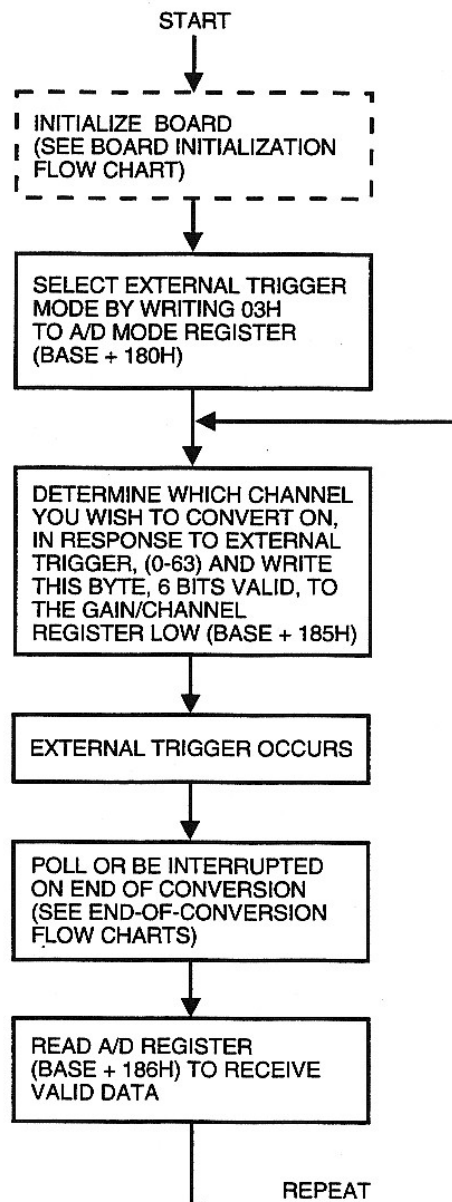 START
INITIALIZE BOARD
(SEE BOARD INITIALIZATION
FLOW CHART)
SELECT EXTERNAL TRIGGER
MODE BY WRITING 03H
TO A/D MODE REGISTER
(BASE + 180H)
DETERMINE WHICH CHANNEL
YOU WISH TO CONVERT ON,
IN RESPONSE TO EXTERNAL
TRIGGER, (0-63) AND WRITE
THIS BYTE, 6 BITS VALID, TO
THE GAIN/CHANNEL
REGISTER LOW (BASE + 185H)
EXTERNAL TRIGGER OCCURS
POLL OR BE INTERRUPTED
ON END OF CONVERSION
(SEE END-OF-CONVERSION
FLOW CHARTS)
READ A/D REGISTER
(BASE + 186H) TO RECEIVE
VALID DATA
REPEAT